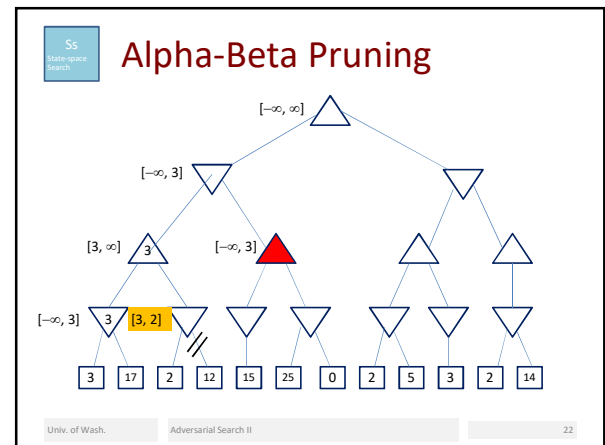 Ss
State-space
Search
Alpha-Beta Pruning
[−∞, ∞]
[−∞, 3]
[3, ∞] 3 [−∞, 3]
[−∞, 3] 3 [3, 2]
3 17 2 12 15 25 0 2 5 3 2 14
Univ. of Wash. Adversarial Search II 22